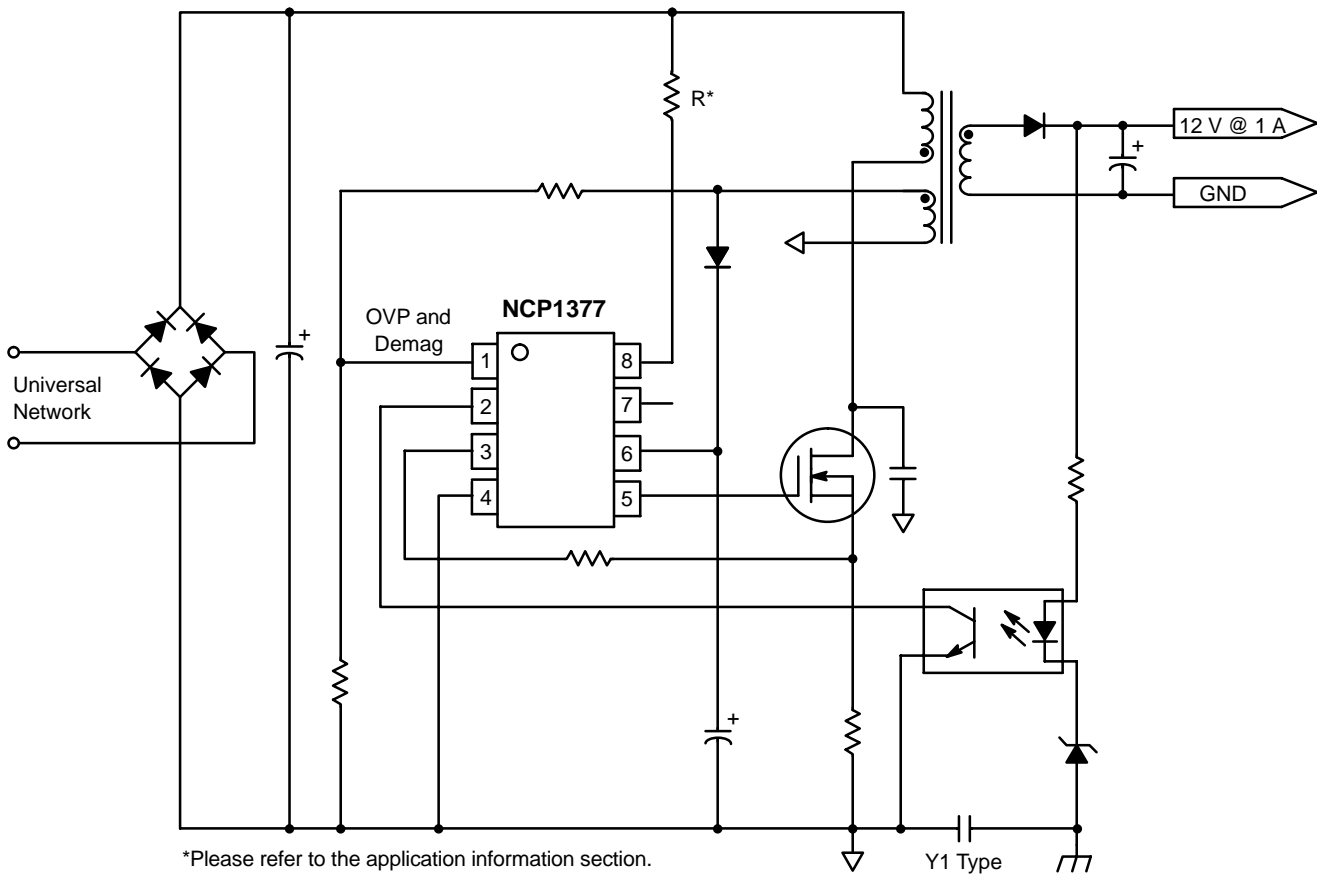 R*
+
12 V @ 1 A
GND
NCP1377
OVP and
Demag
+
1
8
Universal
Network
2
7
3
6
4
5
+
*Please refer to the application information section.
Y1 Type